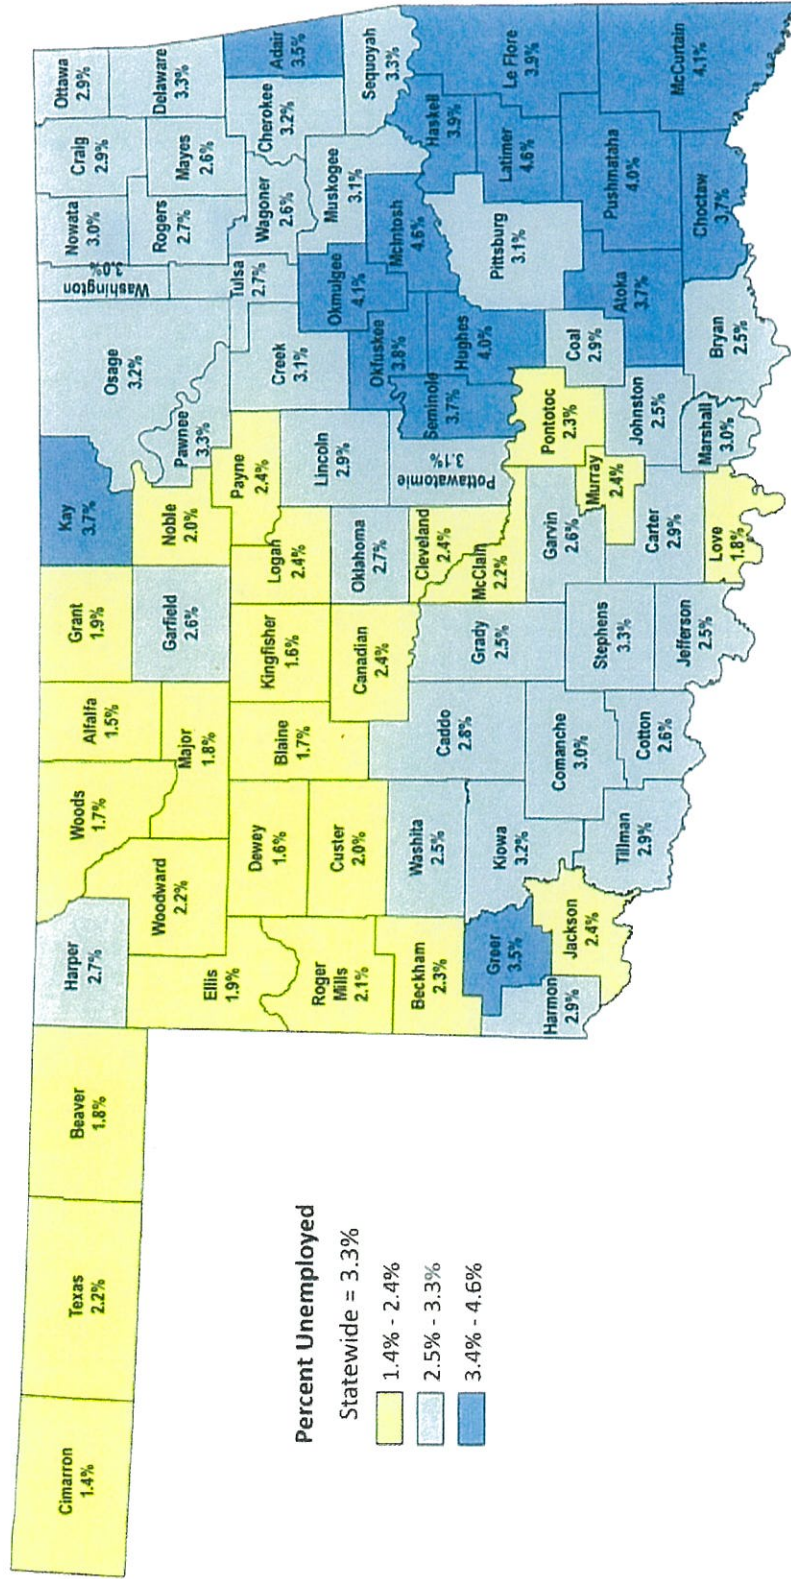 Cimarron
1.4%
Texas
2.2%
Beaver
1.8%
Harper
2.7%
Woods
1.7%
Alfalfa
1.5%
Grant
1.9%
Kay
3.7%
Osage
3.2%
Washington
3.0%
Nowata
3.0%
Craig
2.9%
Ottawa
2.9%
Ellis
1.9%
Woodward
2.2%
Major
1.8%
Garfield
2.6%
Noble
2.0%
Pawnee
3.3%
Rogers
2.7%
Mayes
2.6%
Delaware
3.3%
Roger
Mills
2.1%
Dewey
1.6%
Blaine
1.7%
Kingfisher
1.6%
Logan
2.4%
Payne
2.4%
Creek
3.1%
Tulsa
2.7%
Wagoner
2.6%
Cherokee
3.2%
Adair
3.5%
Custer
2.0%
Canadian
2.4%
Oklahoma
2.7%
Lincoln
2.9%
Okfuskee
3.8%
Okmulgee
4.1%
Muskogee
3.1%
Sequoyah
3.3%
Beckham
2.3%
Washita
2.5%
Caddo
2.8%
Grady
2.5%
Cleveland
2.4%
McClain
2.2%
Pottawatomie
3.1%
Seminole
3.7%
Hughes
4.0%
McIntosh
4.6%
Haskell
3.9%
Greer
3.5%
Kiowa
3.2%
Harmon
2.9%
Jackson
2.4%
Comanche
3.0%
Stephens
3.3%
Garvin
2.6%
Pontotoc
2.3%
Coal
2.9%
Pittsburg
3.1%
Latimer
4.6%
Le Flore
3.9%
Tillman
2.9%
Cotton
2.6%
Jefferson
2.5%
Carter
2.9%
Murray
2.4%
Johnston
2.5%
Atoka
3.7%
Pushmataha
4.0%
McCurtain
4.1%
Love
1.8%
Marshall
3.0%
Bryan
2.5%
Choctaw
3.7%
Percent Unemployed
Statewide = 3.3%
1.4% - 2.4%
2.5% - 3.3%
3.4% - 4.6%